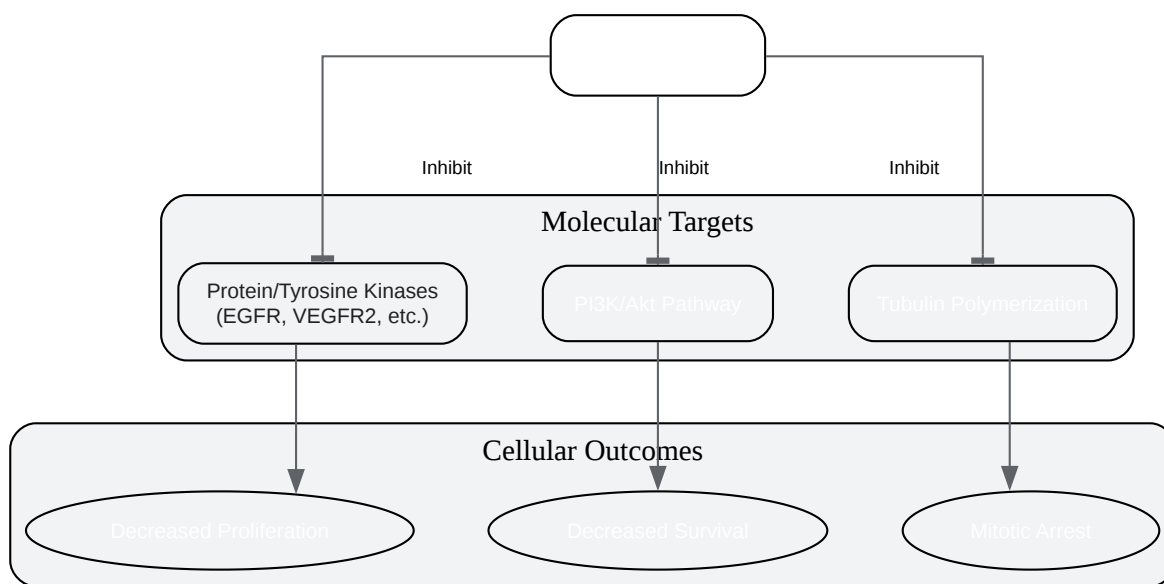 Inhibit Inhibit Inhibit
Molecular Targets
Protein/Tyrosine Kinases
(EGFR, VEGFR2, etc.)
PI3K/Akt Pathway
Tubulin Polymerization
Cellular Outcomes
Decreased Proliferation
Decreased Survival
Mitotic Arrest